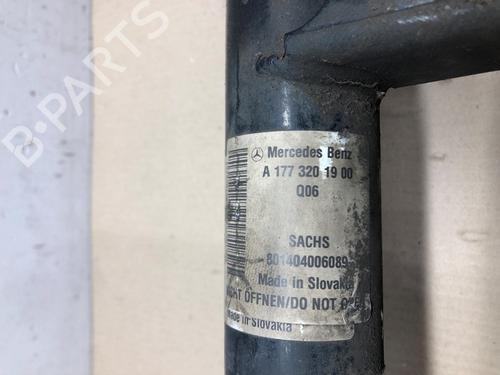 B-PARTS
Mercedes Benz
A 177 320 19 00
Q06
SACHS
801404006089
Made in Slovakia
NICHT ÖFFNEN/DO NOT OPEN
Made in Slovakia